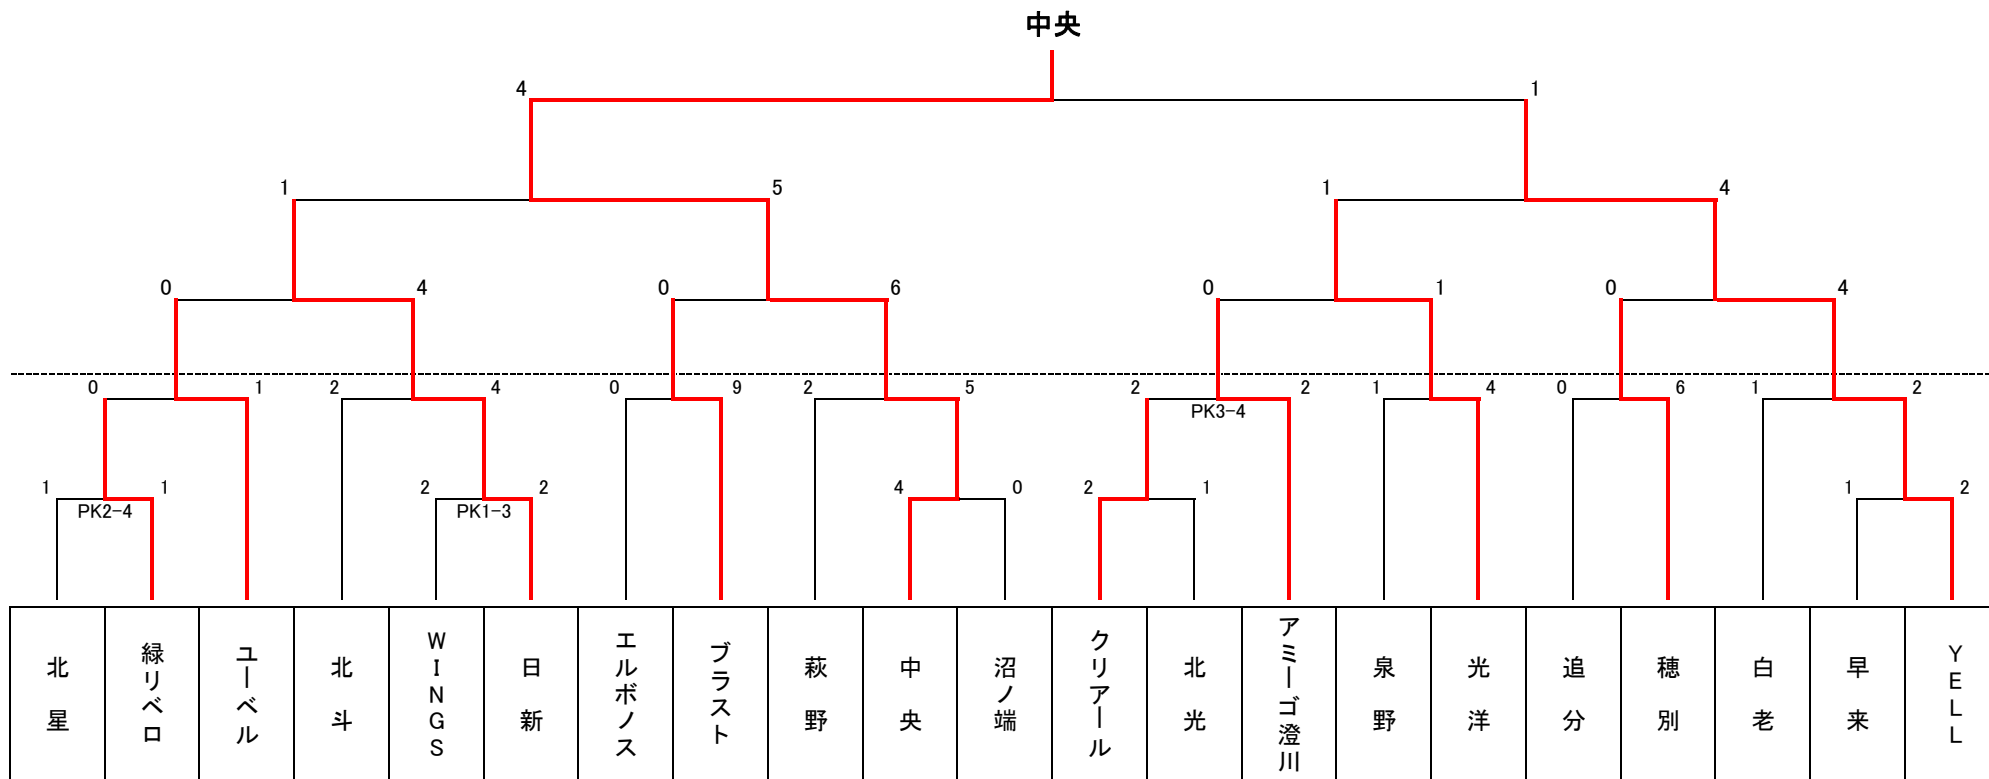 中央
4 1
1 5 1 4
0 4 0 6 0 1 0 4
0 1 2 4 0 9 2 5 2 2 1 4 0 6 1 2
PK3-4
1 1 2 2 4 0 2 1 1 2
PK2-4 PK1-3
北星
緑リベロ
ユーベル
北斗
WINGS
日新
エルボノス
ブラスト
萩野
中央
沼ノ端
クリアール
北光
アミーゴ澄川
泉野
光洋
追分
穂別
白老
早来
YELL